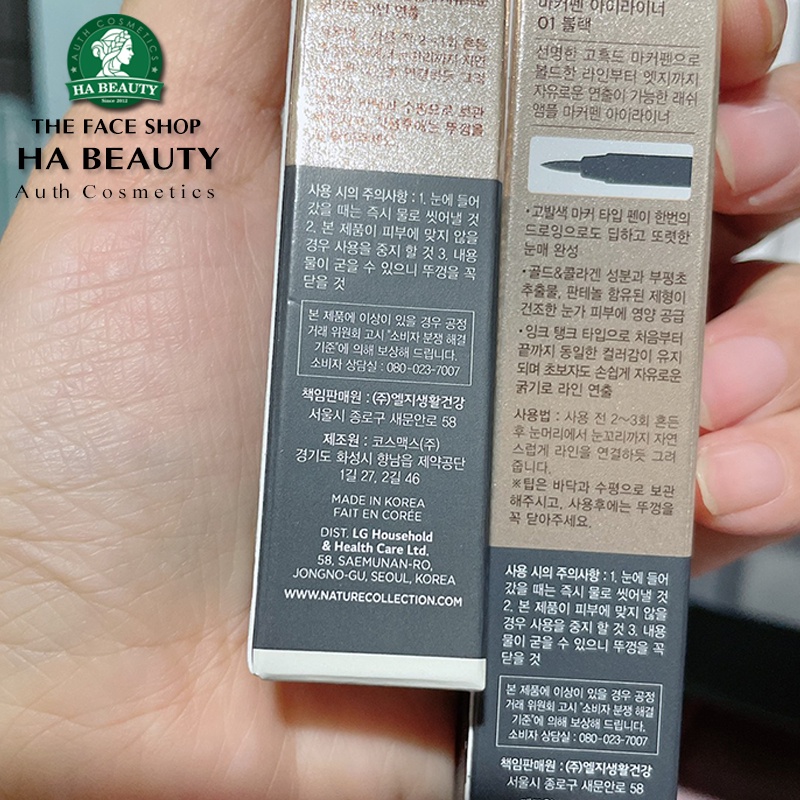 AUTH COSMETICS
HA BEAUTY
Since 2012
THE FACE SHOP
HA BEAUTY
Auth Cosmetics
굵기로 라인 연출
2~3회 흔든
수평으로 보관
사용후에는 뚜껑을
사용 시의 주의사항 : 1. 눈에 들어
갔을 때는 즉시 물로 씻어낼 것
2. 본 제품이 피부에 맞지 않을
경우 사용을 중지 할 것 3. 내용
물이 굳을 수 있으니 뚜껑을 꼭
닫을 것
본 제품에 이상이 있을 경우 공정
거래 위원회 고시 "소비자 분쟁 해결
기준"에 의해 보상해 드립니다.
소비자 상담실 : 080-023-7007
책임판매원 : (주)엘지생활건강
서울시 종로구 새문안로 58
제조원 : 코스맥스(주)
경기도 화성시 향남읍 제약공단
1길 27, 2길 46
MADE IN KOREA
FAIT EN CORÉE
DIST. LG Household
& Health Care Ltd.
58, SAEMUNAN-RO,
JONGNO-GU, SEOUL, KOREA
WWW.NATURECOLLECTION.COM
마커펜 아이라이너
01 블랙
선명한 고흑도 마커펜으로
볼드한 라인부터 엣지까지
자유로운 연출이 가능한 래쉬
앰플 마커펜 아이라이너
•고발색 마커 타입 펜이 한번의
드로잉으로도 딥하고 또렷한
눈매 완성
•골드&콜라겐 성분과 부평초
추출물, 판테놀 함유된 제형이
건조한 눈가 피부에 영양 공급
•잉크 탱크 타입으로 처음부터
끝까지 동일한 컬러감이 유지
되며 초보자도 손쉽게 자유로운
굵기로 라인 연출
사용법 : 사용 전 2~3회 흔든
후 눈머리에서 눈꼬리까지 자연
스럽게 라인을 연결하듯 그려
줍니다.
※팁은 바닥과 수평으로 보관
해주시고, 사용후에는 뚜껑을
꼭 닫아주세요.
사용 시의 주의사항 : 1. 눈에 들어
갔을 때는 즉시 물로 씻어낼 것
2. 본 제품이 피부에 맞지 않을
경우 사용을 중지 할 것 3. 내용
물이 굳을 수 있으니 뚜껑을 꼭
닫을 것
본 제품에 이상이 있을 경우 공정
거래 위원회 고시 "소비자 분쟁 해결
기준"에 의해 보상해 드립니다.
소비자 상담실 : 080-023-7007
책임판매원 : (주)엘지생활건강
서울시 종로구 새문안로 58